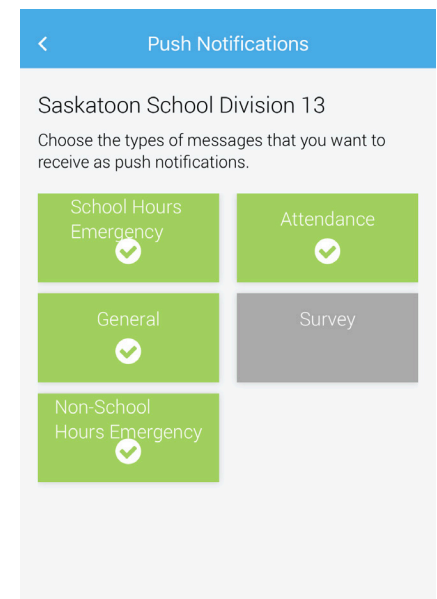 Push Notifications
Saskatoon School Division 13
Choose the types of messages that you want to
receive as push notifications.
School Hours
Emergency
Attendance
General
Survey
Non-School
Hours Emergency